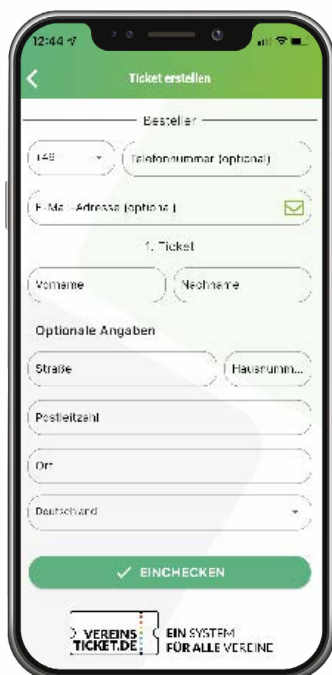 12:44
Ticket erstellen
Besteller
+49 Telefonnummer (optional)
E-Mail-Adresse (optional)
1. Ticket
Vorname Nachname
Optionale Angaben
Straße Hausnumm...
Postleitzahl
Ort
Deutschland
EINCHECKEN
VEREINS EIN SYSTEM
TICKET.DE FÜR ALLE VEREINE